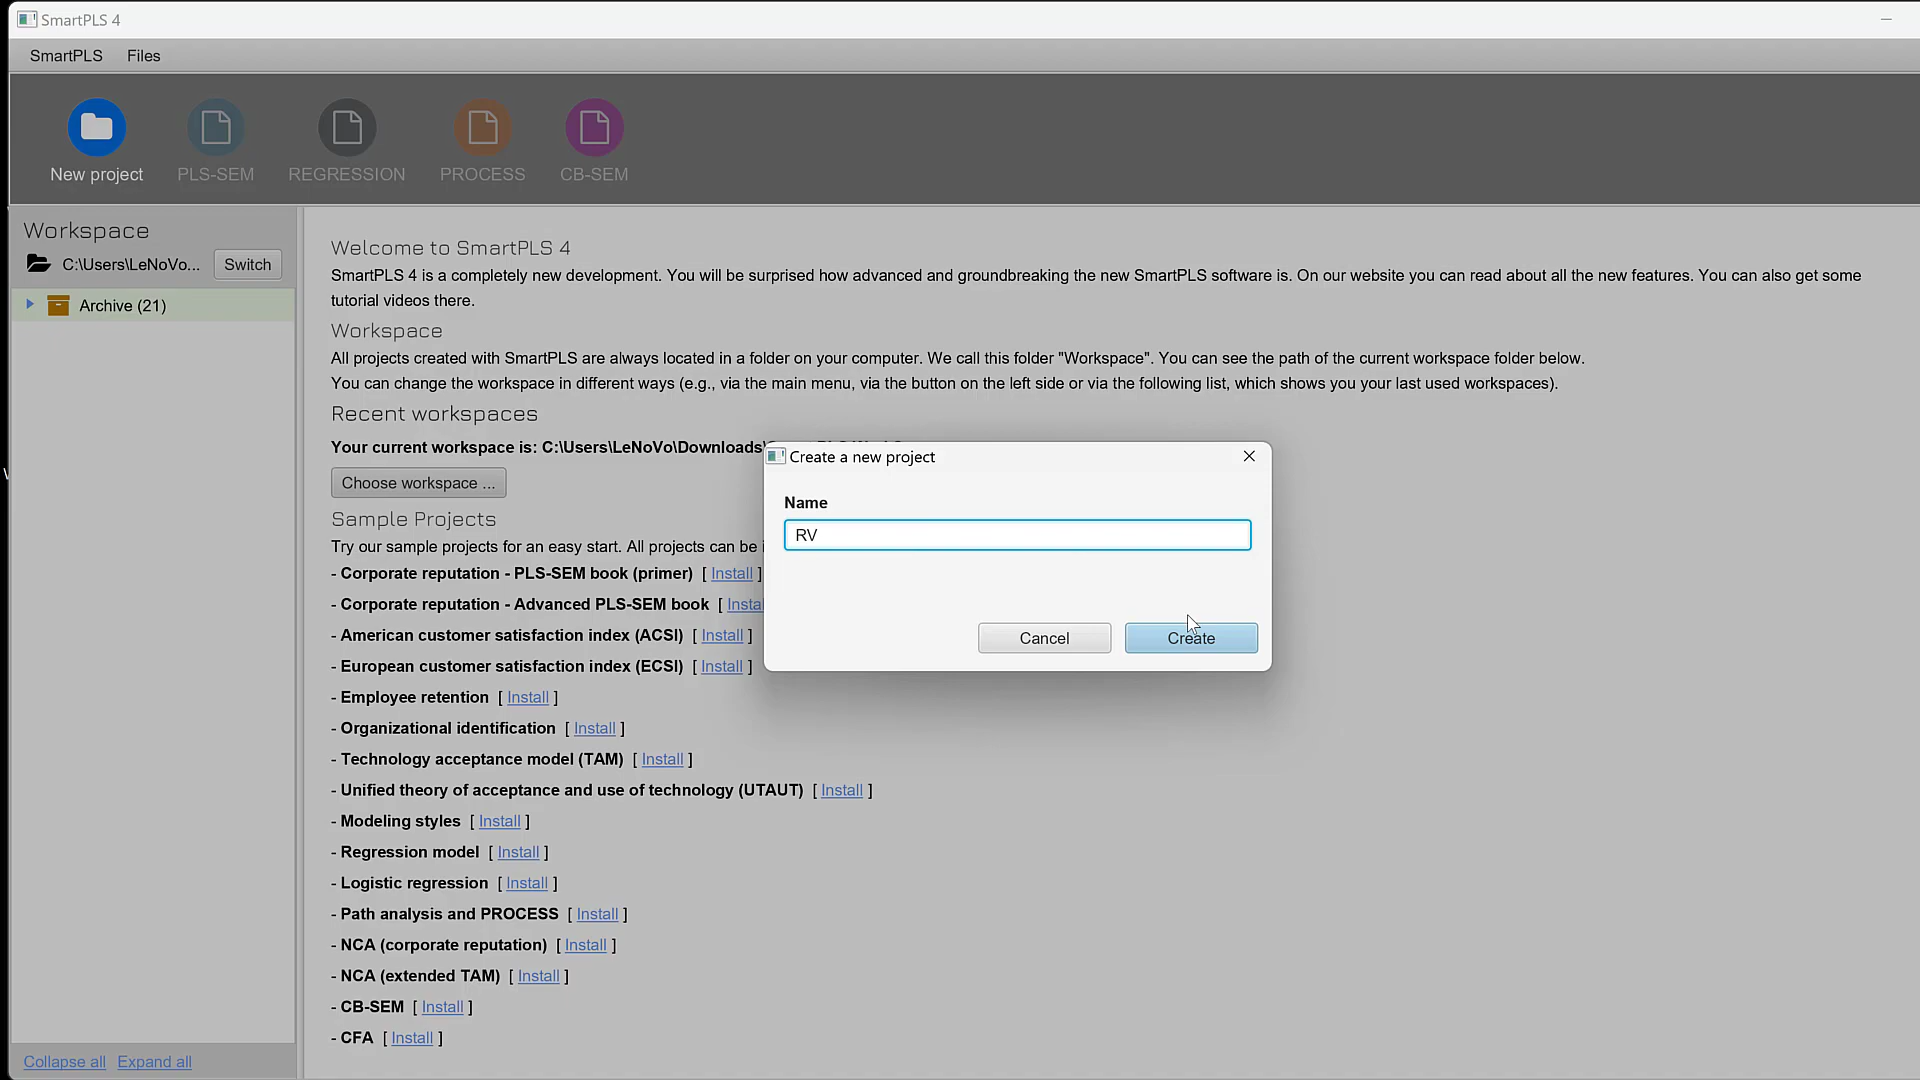 SmartPLS 4
SmartPLS Files
New project PLS-SEM REGRESSION PROCESS CB-SEM
Workspace
C:\Users\LeNoVo... Switch
Archive (21)
Welcome to SmartPLS 4
SmartPLS 4 is a completely new development. You will be surprised how advanced and groundbreaking the new SmartPLS software is. On our website you can read about all the new features. You can also get some
tutorial videos there.
Workspace
All projects created with SmartPLS are always located in a folder on your computer. We call this folder "Workspace". You can see the path of the current workspace folder below.
You can change the workspace in different ways (e.g., via the main menu, via the button on the left side or via the following list, which shows you your last used workspaces).
Recent workspaces
Your current workspace is: C:\Users\LeNoVo\Downloads\
Choose workspace ...
Sample Projects
Try our sample projects for an easy start. All projects can be
- Corporate reputation - PLS-SEM book (primer) [ Install ]
- Corporate reputation - Advanced PLS-SEM book [ Insta
- American customer satisfaction index (ACSI) [ Install ]
- European customer satisfaction index (ECSI) [ Install ]
- Employee retention [ Install ]
- Organizational identification [ Install ]
- Technology acceptance model (TAM) [ Install ]
- Unified theory of acceptance and use of technology (UTAUT) [ Install ]
- Modeling styles [ Install ]
- Regression model [ Install ]
- Logistic regression [ Install ]
- Path analysis and PROCESS [ Install ]
- NCA (corporate reputation) [ Install ]
- NCA (extended TAM) [ Install ]
- CB-SEM [ Install ]
- CFA [ Install ]
Collapse all Expand all
Create a new project
Name
RV
Cancel Create